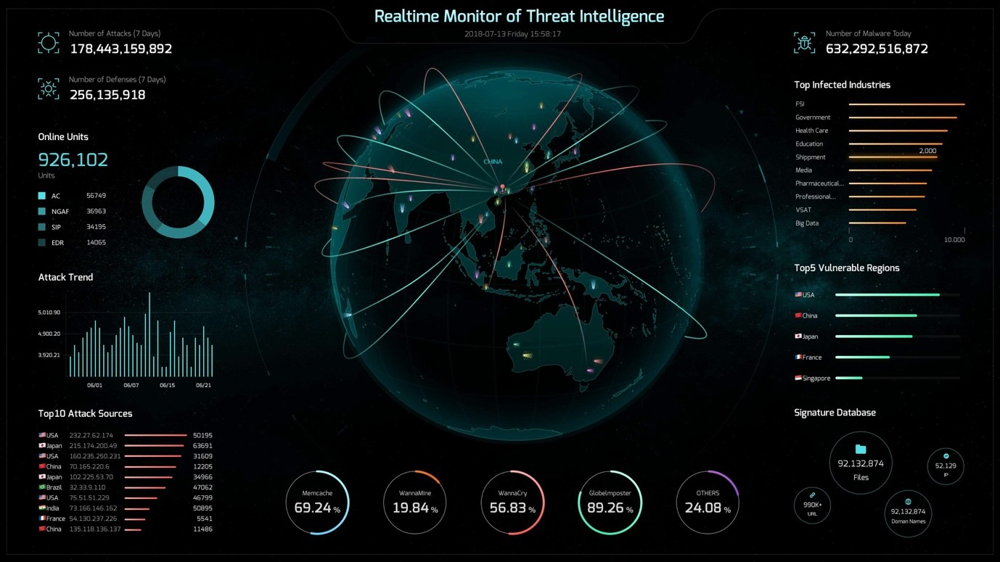 Realtime Monitor of Threat Intelligence
2018-07-13 Friday 15:58:17
Number of Attacks (7 Days)
178,443,159,892
Number of Defenses (7 Days)
256,135,918
Online Units
926,102
Units
AC 56749
NGAF 36963
SIP 34195
EDR 14065
Attack Trend
5,010.90
4,900.20
3.920.21
06/01 06/07 06/15 06/21
Top10 Attack Sources
USA 232.27.62.174 50195
Japan 215.174.200.49 63691
USA 160.235.250.231 31609
China 70.165.220.6 12205
Japan 102.225.53.70 34966
Brazil 32.33.9.110 47062
USA 75.51.51.229 46799
India 73.166.146.162 50895
France 54.130.237.226 5541
China 135.118.136.137 11486
CHINA
Memcache
69.24 %
WannaMine
19.84 %
WannaCry
56.83 %
GlobeImposter
89.26 %
OTHERS
24.08 %
Number of Malware Today
632,292,516,872
Top Infected Industries
FSI
Government
Health Care
Education
2,000
Shippment
Media
Pharmaceutical...
Professional...
VSAT
Big Data
0 10.000
Top5 Vulnerable Regions
USA
China
Japan
France
Singapore
Signature Database
92,132,874
Files
52,129
IP
990K+
URL
92,132,874
Doman Names